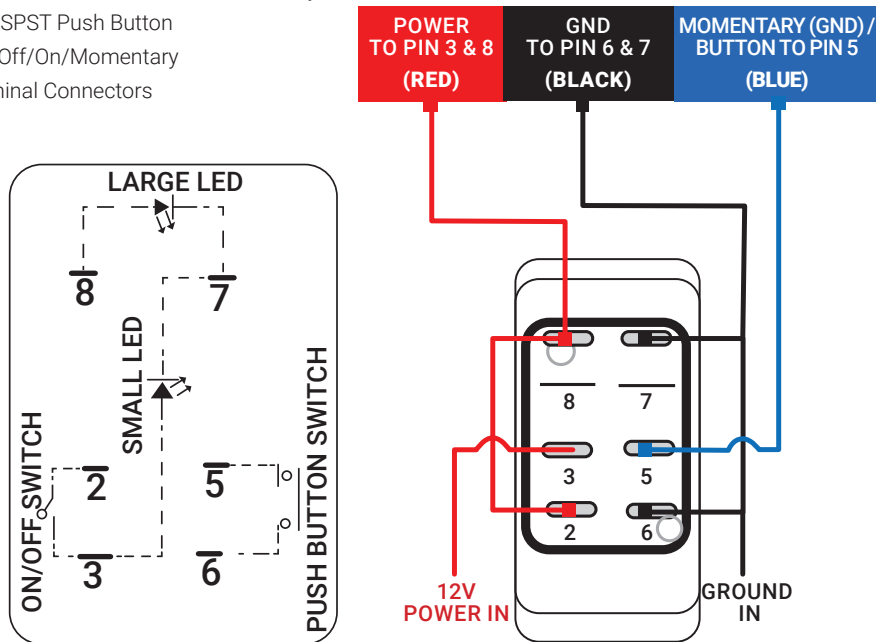 SPST Push Button
Off/On/Momentary
minal Connectors
POWER
TO PIN 3 & 8
(RED)
GND
TO PIN 6 & 7
(BLACK)
MOMENTARY (GND) /
BUTTON TO PIN 5
(BLUE)
LARGE LED
8
7
SMALL LED
ON/OFF SWITCH
2
3
5
6
PUSH BUTTON SWITCH
8
7
3
5
2
6
12V
POWER IN
GROUND
IN